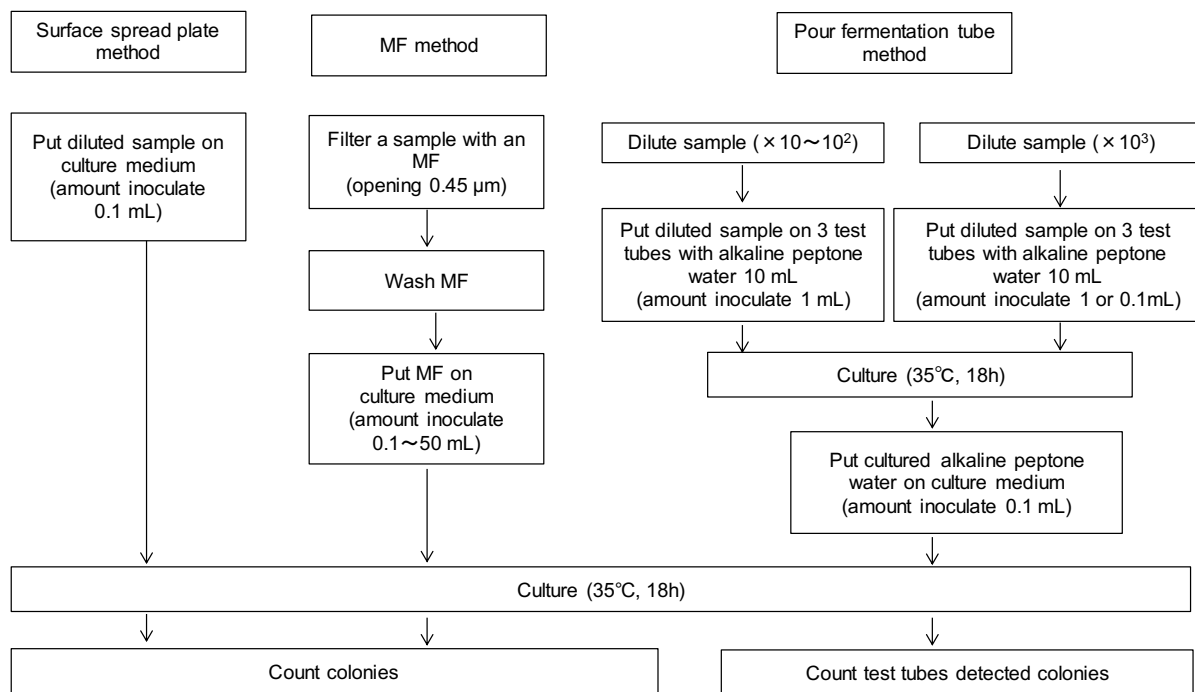 Surface spread plate
method
MF method
Pour fermentation tube
method
Put diluted sample on
culture medium
(amount inoculate
0.1 mL)
Filter a sample with an
MF
(opening 0.45 μm)
Wash MF
Put MF on
culture medium
(amount inoculate
0.1～50 mL)
Dilute sample (×10～10²)
Dilute sample (×10³)
Put diluted sample on 3 test
tubes with alkaline peptone
water 10 mL
(amount inoculate 1 mL)
Put diluted sample on 3 test
tubes with alkaline peptone
water 10 mL
(amount inoculate 1 or 0.1mL)
Culture (35℃, 18h)
Put cultured alkaline peptone
water on culture medium
(amount inoculate 0.1 mL)
Culture (35℃, 18h)
Count colonies
Count test tubes detected colonies